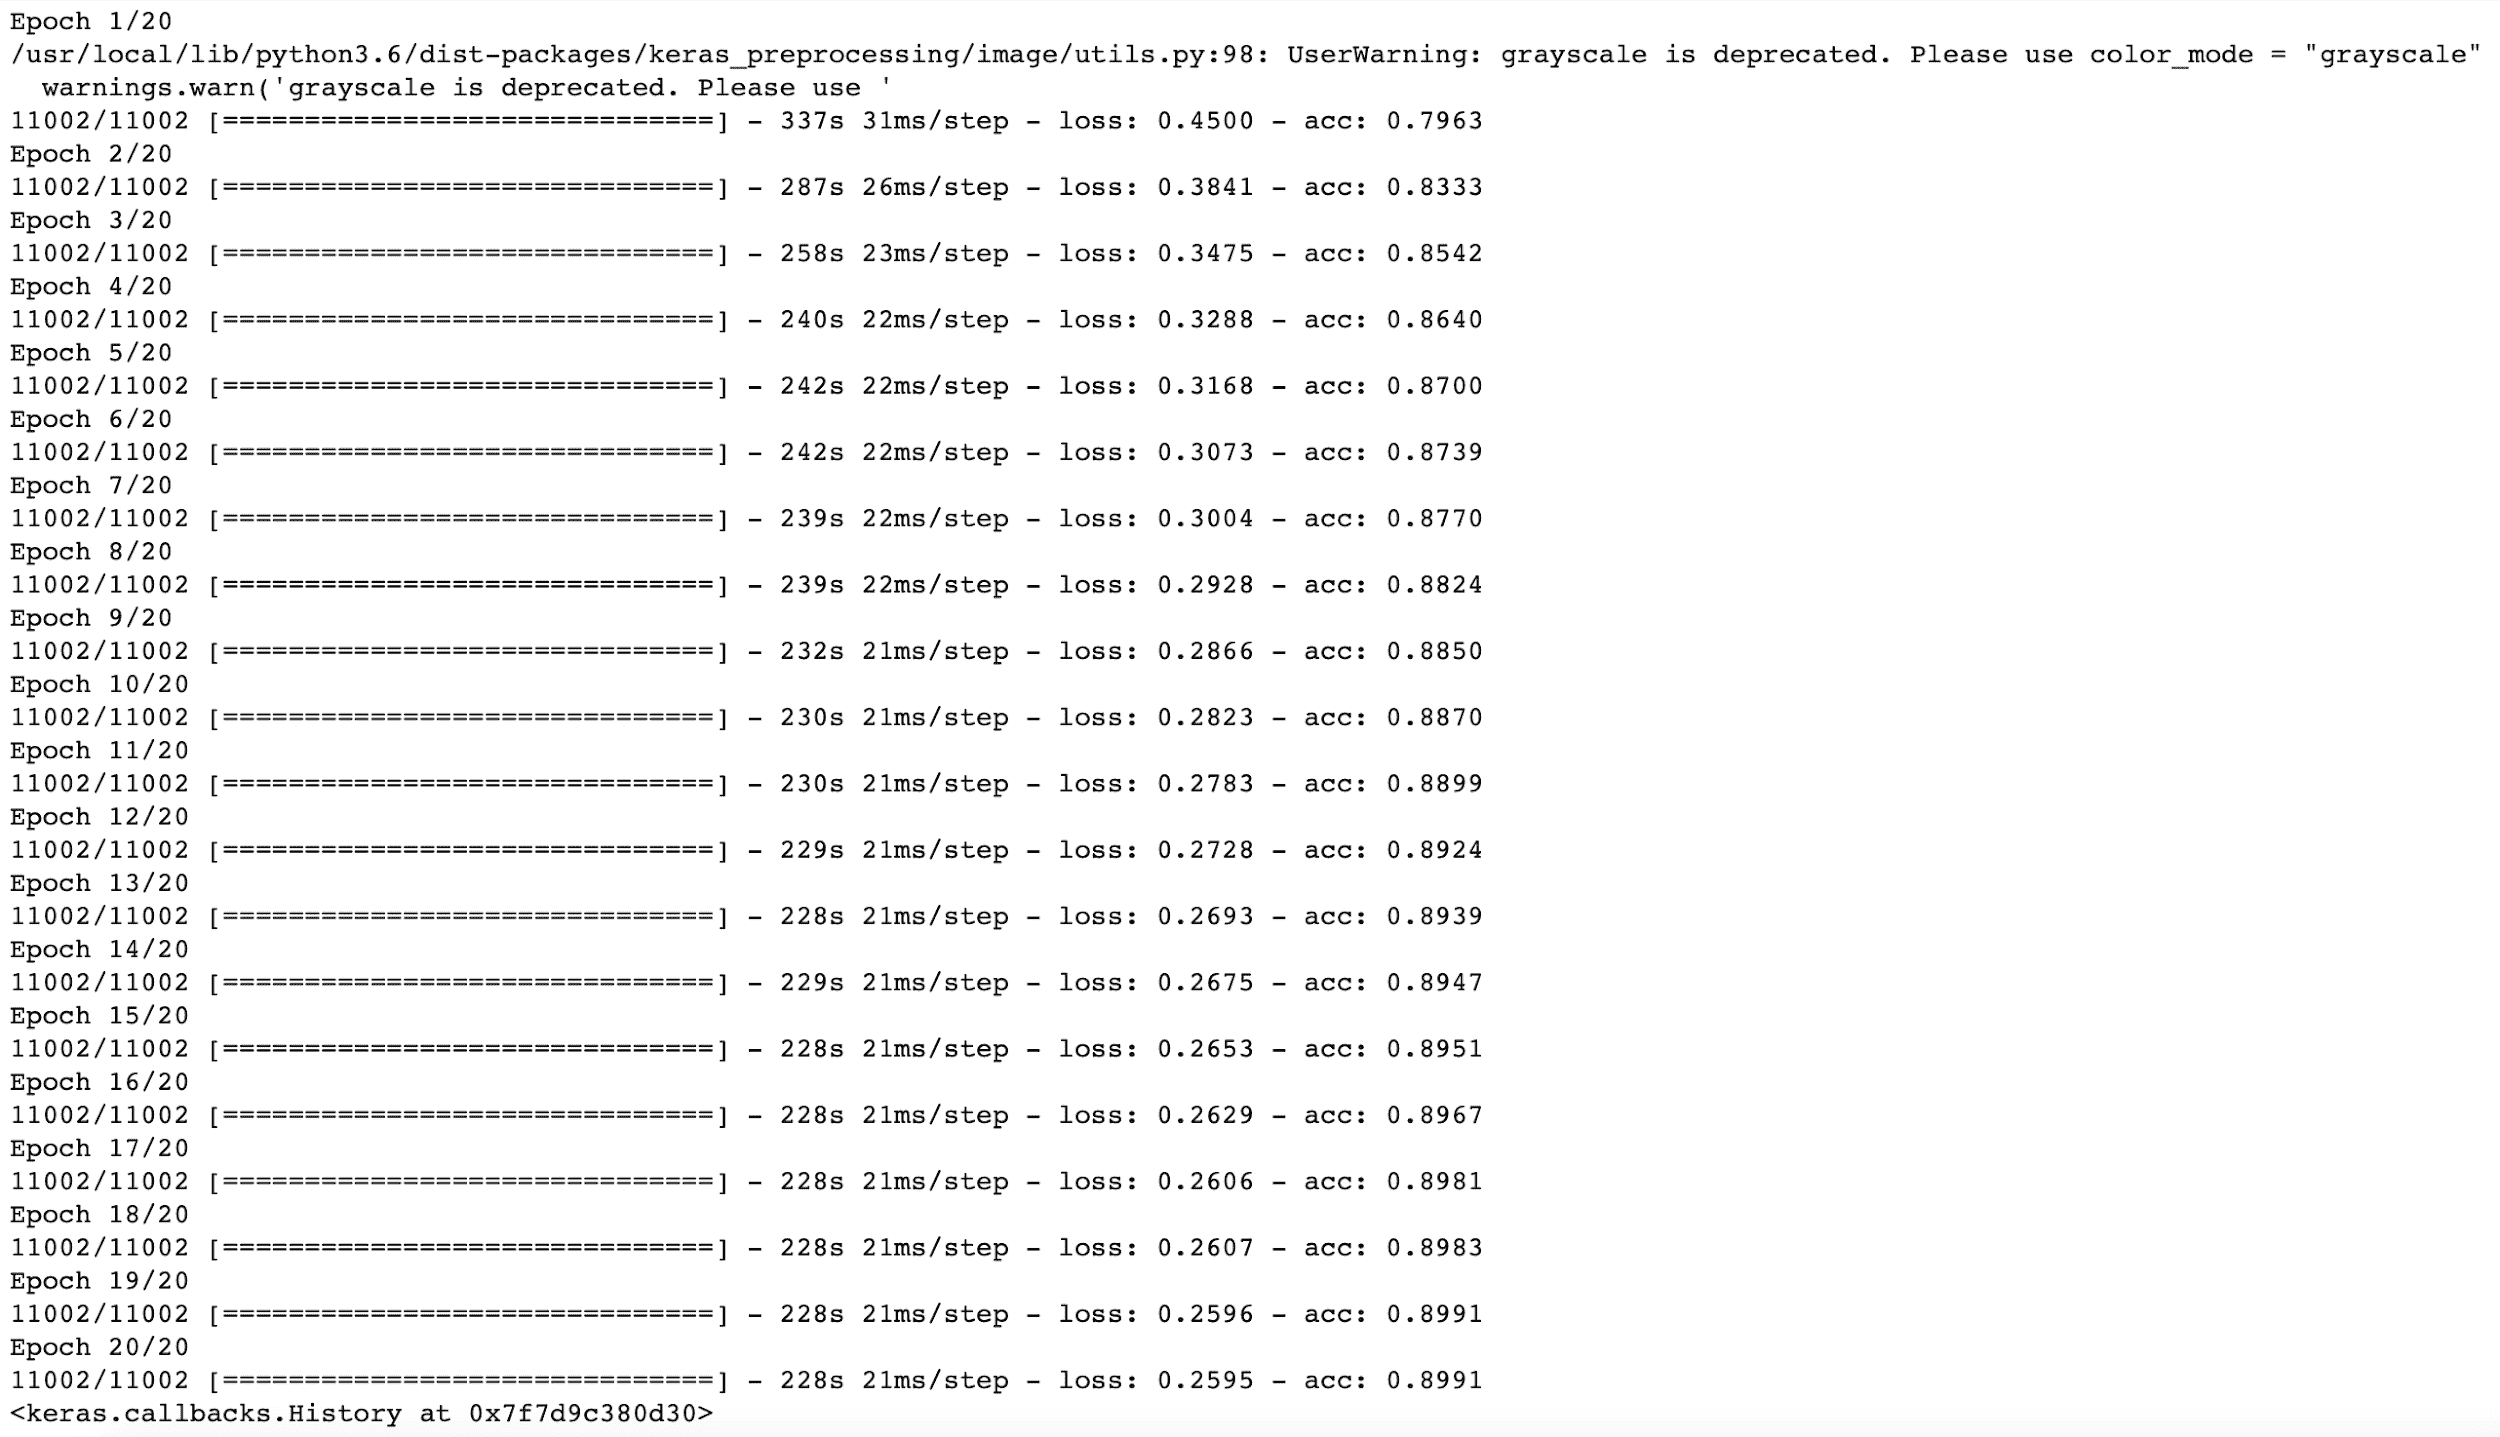 Epoch 1/20
/usr/local/lib/python3.6/dist-packages/keras_preprocessing/image/utils.py:98: UserWarning: grayscale is deprecated. Please use color_mode = "grayscale"
  warnings.warn('grayscale is deprecated. Please use '
11002/11002 [==============================] - 337s 31ms/step - loss: 0.4500 - acc: 0.7963
Epoch 2/20
11002/11002 [==============================] - 287s 26ms/step - loss: 0.3841 - acc: 0.8333
Epoch 3/20
11002/11002 [==============================] - 258s 23ms/step - loss: 0.3475 - acc: 0.8542
Epoch 4/20
11002/11002 [==============================] - 240s 22ms/step - loss: 0.3288 - acc: 0.8640
Epoch 5/20
11002/11002 [==============================] - 242s 22ms/step - loss: 0.3168 - acc: 0.8700
Epoch 6/20
11002/11002 [==============================] - 242s 22ms/step - loss: 0.3073 - acc: 0.8739
Epoch 7/20
11002/11002 [==============================] - 239s 22ms/step - loss: 0.3004 - acc: 0.8770
Epoch 8/20
11002/11002 [==============================] - 239s 22ms/step - loss: 0.2928 - acc: 0.8824
Epoch 9/20
11002/11002 [==============================] - 232s 21ms/step - loss: 0.2866 - acc: 0.8850
Epoch 10/20
11002/11002 [==============================] - 230s 21ms/step - loss: 0.2823 - acc: 0.8870
Epoch 11/20
11002/11002 [==============================] - 230s 21ms/step - loss: 0.2783 - acc: 0.8899
Epoch 12/20
11002/11002 [==============================] - 229s 21ms/step - loss: 0.2728 - acc: 0.8924
Epoch 13/20
11002/11002 [==============================] - 228s 21ms/step - loss: 0.2693 - acc: 0.8939
Epoch 14/20
11002/11002 [==============================] - 229s 21ms/step - loss: 0.2675 - acc: 0.8947
Epoch 15/20
11002/11002 [==============================] - 228s 21ms/step - loss: 0.2653 - acc: 0.8951
Epoch 16/20
11002/11002 [==============================] - 228s 21ms/step - loss: 0.2629 - acc: 0.8967
Epoch 17/20
11002/11002 [==============================] - 228s 21ms/step - loss: 0.2606 - acc: 0.8981
Epoch 18/20
11002/11002 [==============================] - 228s 21ms/step - loss: 0.2607 - acc: 0.8983
Epoch 19/20
11002/11002 [==============================] - 228s 21ms/step - loss: 0.2596 - acc: 0.8991
Epoch 20/20
11002/11002 [==============================] - 228s 21ms/step - loss: 0.2595 - acc: 0.8991
<keras.callbacks.History at 0x7f7d9c380d30>